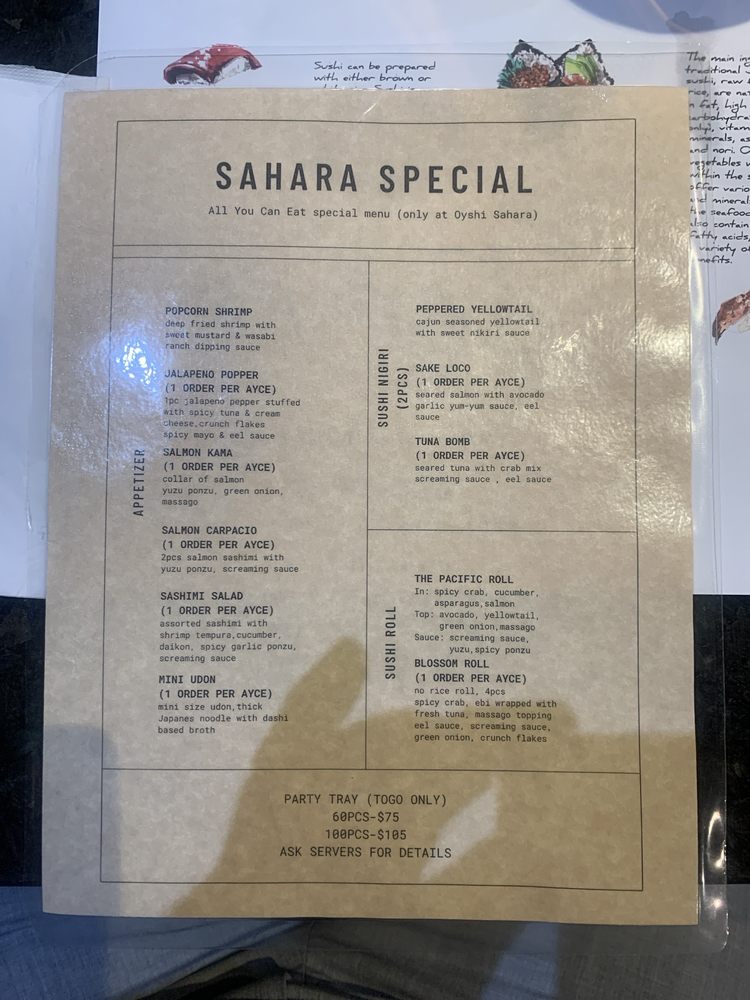 Sushi can be prepared
with either brown or
The main
traditional
sushi, raw
rice, are
in fat, high
carbohydra
only), vitam
minerals, as
and nori. O
vegetables
within the s
offer vario
and mineral
the seafood
also contain
fatty acids,
variety of
nefits.
SAHARA SPECIAL
All You Can Eat special menu (only at Oyshi Sahara)
APPETIZER
POPCORN SHRIMP
deep fried shrimp with
sweet mustard & wasabi
ranch dipping sauce
JALAPENO POPPER
(1 ORDER PER AYCE)
1pc jalapeno pepper stuffed
with spicy tuna & cream
cheese,crunch flakes
spicy mayo & eel sauce
SALMON KAMA
(1 ORDER PER AYCE)
collar of salmon
yuzu ponzu, green onion,
massago
SALMON CARPACIO
(1 ORDER PER AYCE)
2pcs salmon sashimi with
yuzu ponzu, screaming sauce
SASHIMI SALAD
(1 ORDER PER AYCE)
assorted sashimi with
shrimp tempura,cucumber,
daikon, spicy garlic ponzu,
screaming sauce
MINI UDON
(1 ORDER PER AYCE)
mini size udon,thick
Japanes noodle with dashi
based broth
SUSHI NIGIRI
(2PCS)
PEPPERED YELLOWTAIL
cajun seasoned yellowtail
with sweet nikiri sauce
SAKE LOCO
(1 ORDER PER AYCE)
seared salmon with avocado
garlic yum-yum sauce, eel
sauce
TUNA BOMB
(1 ORDER PER AYCE)
seared tuna with crab mix
screaming sauce , eel sauce
SUSHI ROLL
THE PACIFIC ROLL
In: spicy crab, cucumber,
asparagus,salmon
Top: avocado, yellowtail,
green onion,massago
Sauce: screaming sauce,
yuzu,spicy ponzu
BLOSSOM ROLL
(1 ORDER PER AYCE)
no rice roll, 4pcs
spicy crab, ebi wrapped with
fresh tuna, massago topping
eel sauce, screaming sauce,
green onion, crunch flakes
PARTY TRAY (TOGO ONLY)
60PCS-$75
100PCS-$105
ASK SERVERS FOR DETAILS